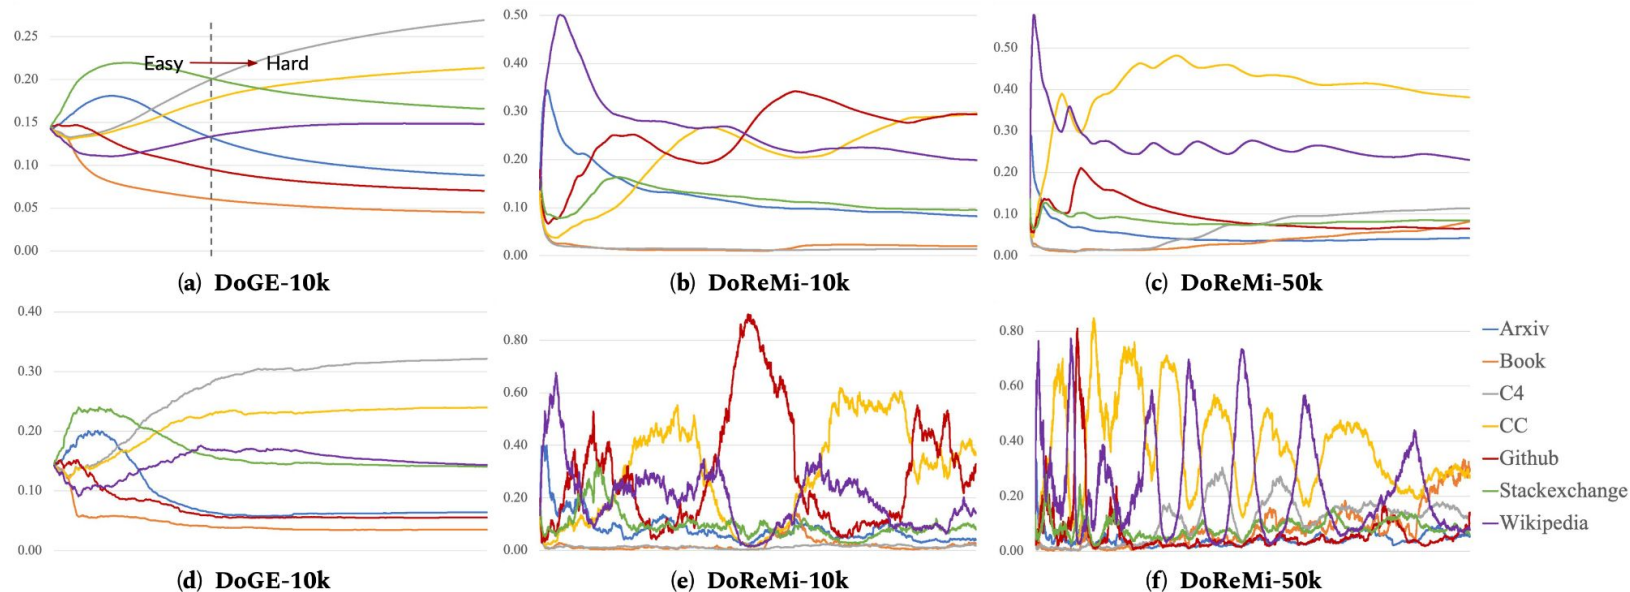 0.25
0.20
0.15
0.10
0.05
0.00
Easy
Hard
(a) DoGE-10k
0.50
0.40
0.30
0.20
0.10
0.00
(b) DoReMi-10k
0.50
0.40
0.30
0.20
0.10
0.00
(c) DoReMi-50k
0.40
0.30
0.20
0.10
0.00
(d) DoGE-10k
0.80
0.60
0.40
0.20
0.00
(e) DoReMi-10k
0.80
0.60
0.40
0.20
0.00
(f) DoReMi-50k
Arxiv
Book
C4
CC
Github
Stackexchange
Wikipedia